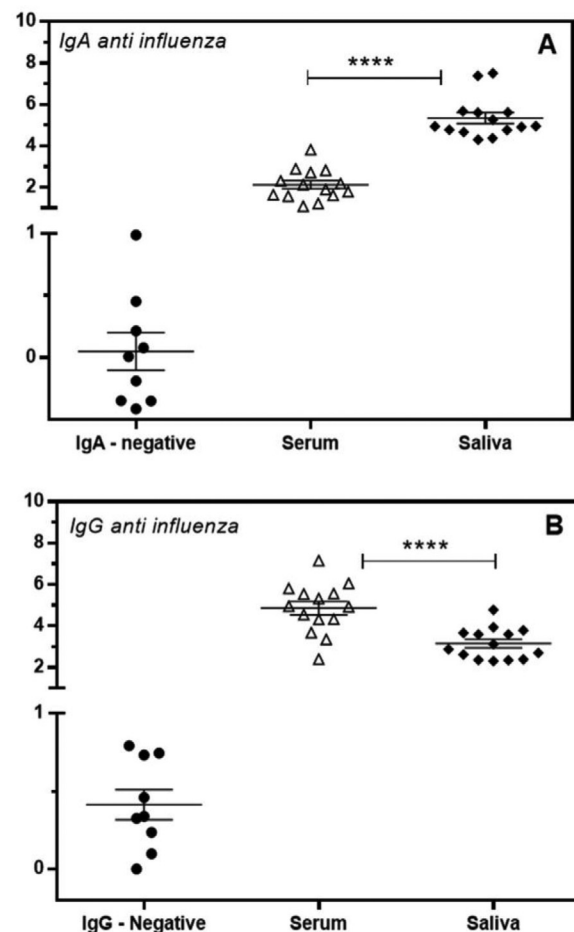 10
IgA anti influenza
A
8
****
6
4
2
1
0
IgA - negative
Serum
Saliva
10
IgG anti influenza
B
8
****
6
4
2
1
0
IgG - Negative
Serum
Saliva